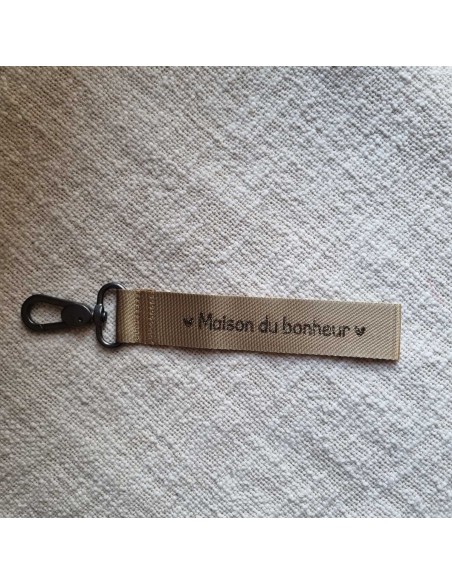 ♥ Maison du bonheur ♥